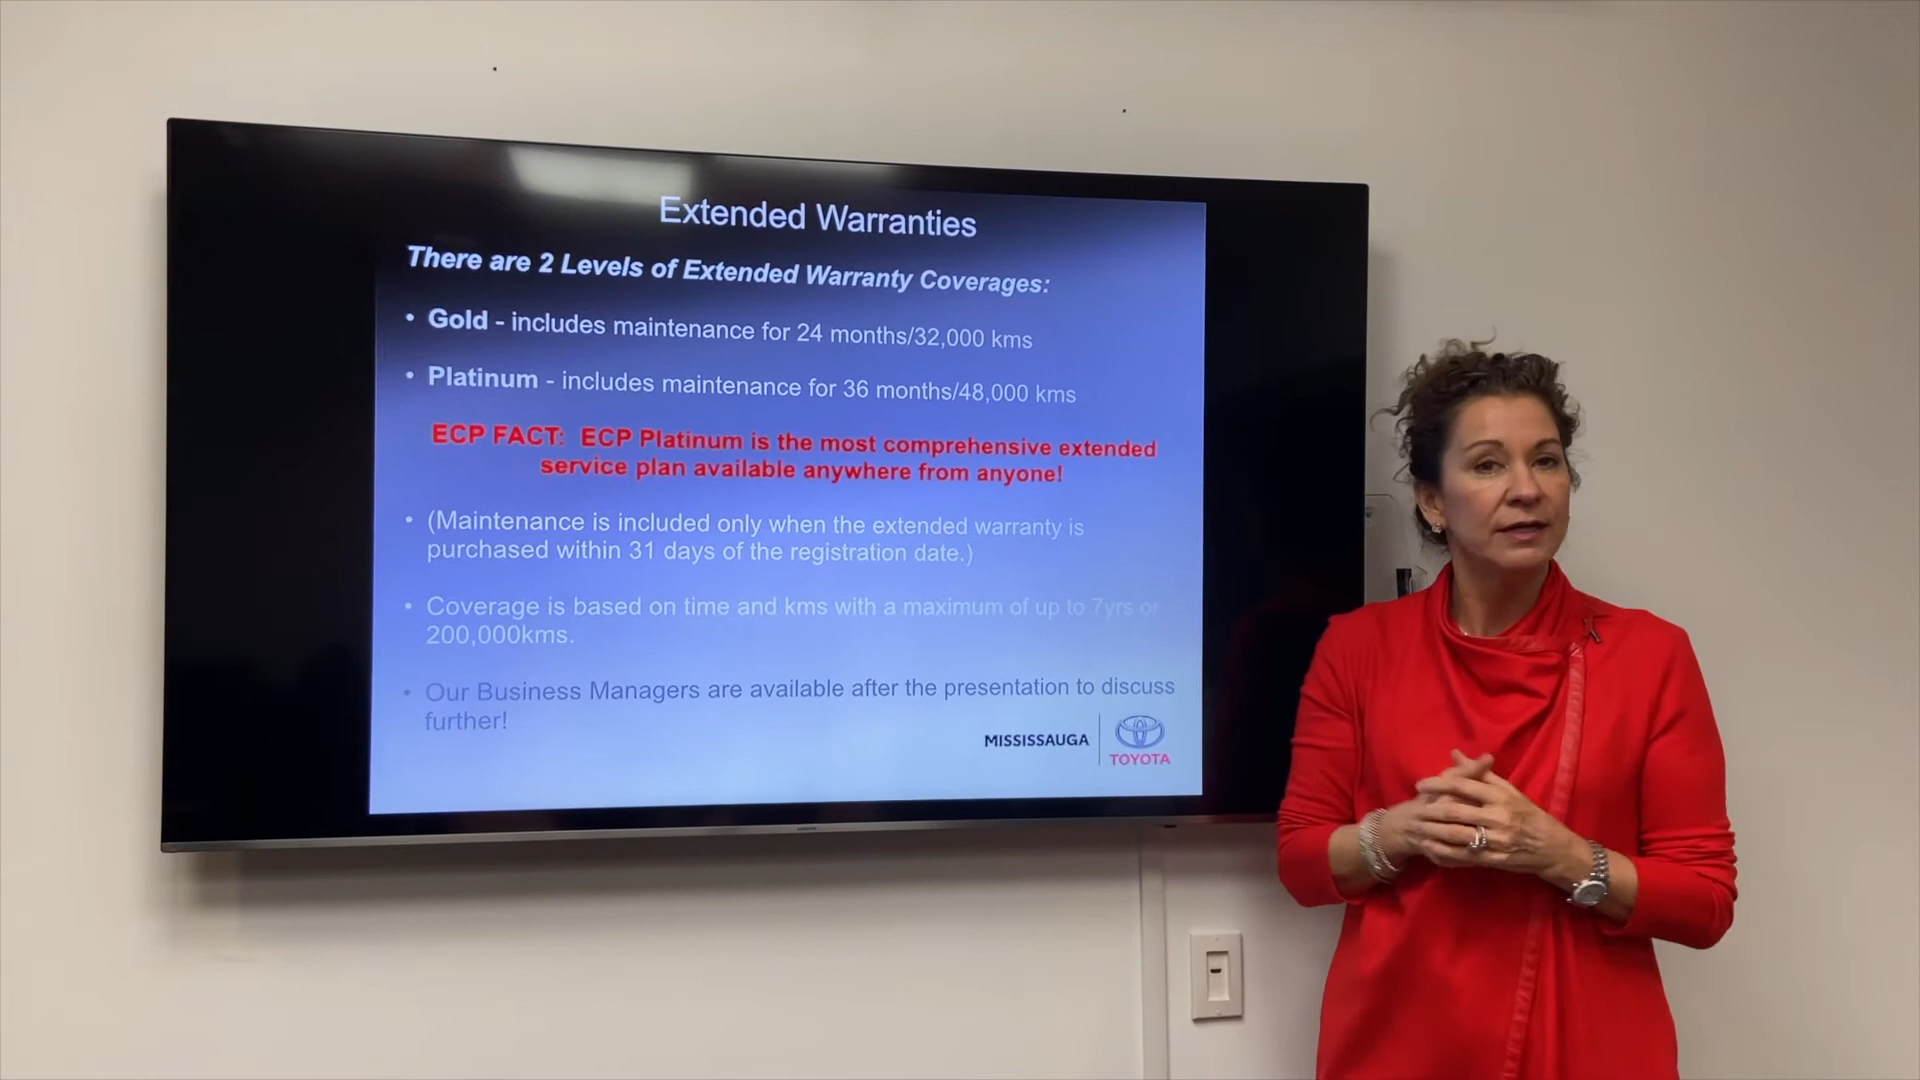 Extended Warranties
There are 2 Levels of Extended Warranty Coverages:
• Gold - includes maintenance for 24 months/32,000 kms
• Platinum - includes maintenance for 36 months/48,000 kms
ECP FACT: ECP Platinum is the most comprehensive extended
service plan available anywhere from anyone!
• (Maintenance is included only when the extended warranty is
purchased within 31 days of the registration date.)
• Coverage is based on time and kms with a maximum of up to 7yrs or
200,000kms.
• Our Business Managers are available after the presentation to discuss
further!
MISSISSAUGA
TOYOTA